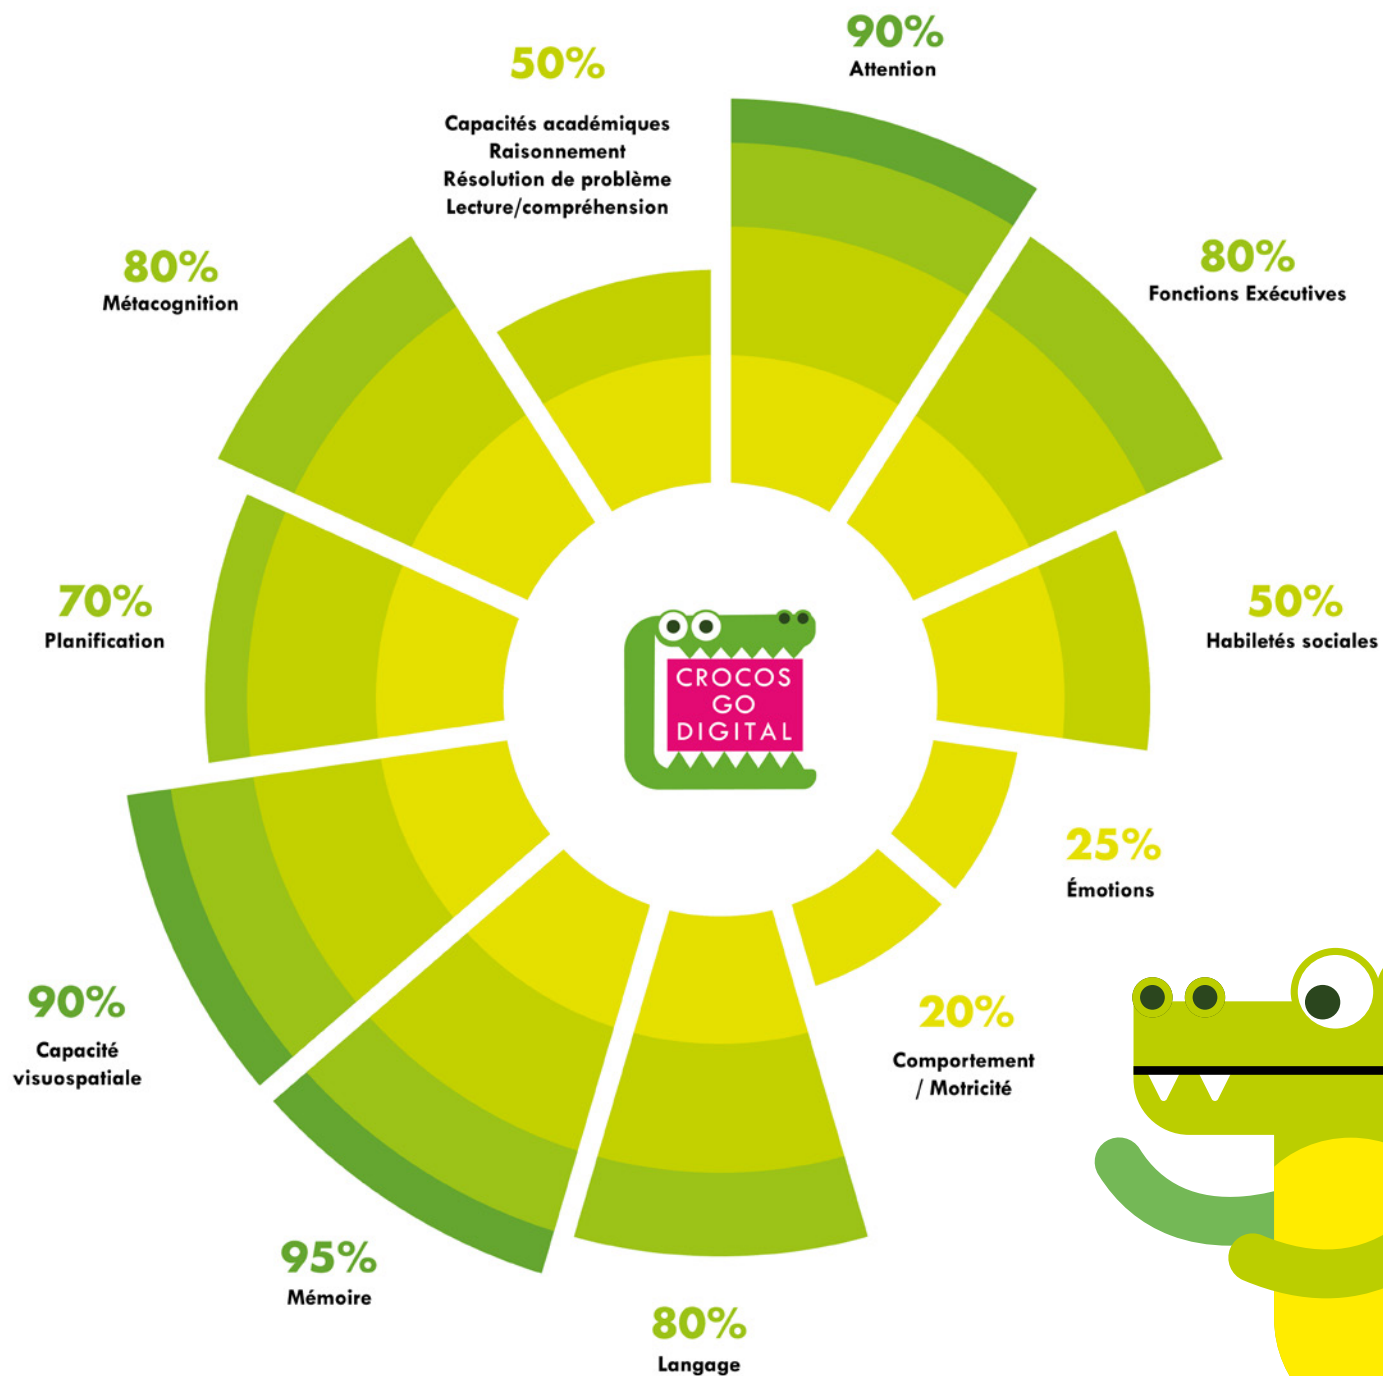 90%
Attention
50%
Capacités académiques
Raisonnement
Résolution de problème
Lecture/compréhension
80%
Fonctions Exécutives
80%
Métacognition
50%
Habiletés sociales
70%
Planification
CROCOS
GO
DIGITAL
25%
Émotions
90%
Capacité
visuospatiale
20%
Comportement
/ Motricité
95%
Mémoire
80%
Langage